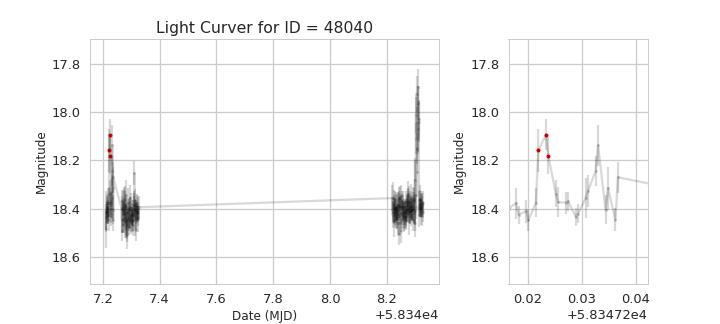 Light Curver for ID = 48040
17.8
18.0
18.2
18.4
18.6
Magnitude
7.2 7.4 7.6 7.8 8.0 8.2
Date (MJD)
+5.834e4
17.8
18.0
18.2
18.4
18.6
Magnitude
0.02 0.03 0.04
+5.83472e4